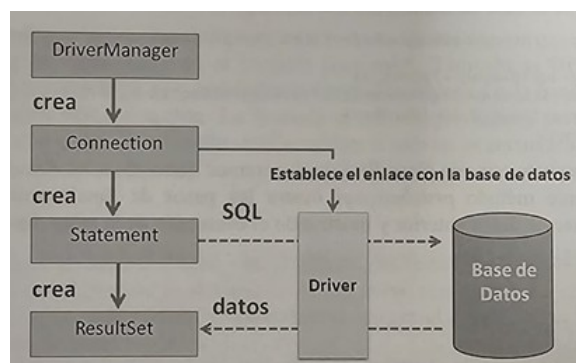 DriverManager
crea
Connection
Establece el enlace con la base de datos
crea
SQL
Statement
Driver
Base de
Datos
crea
datos
ResultSet